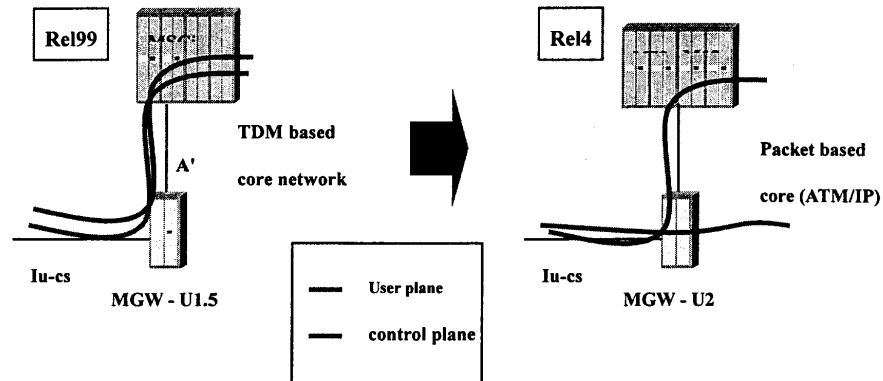 Rel99
Rel4
TDM based
core network
A'
Packet based
core (ATM/IP)
Iu-cs
MGW - U1.5
User plane
control plane
Iu-cs
MGW - U2